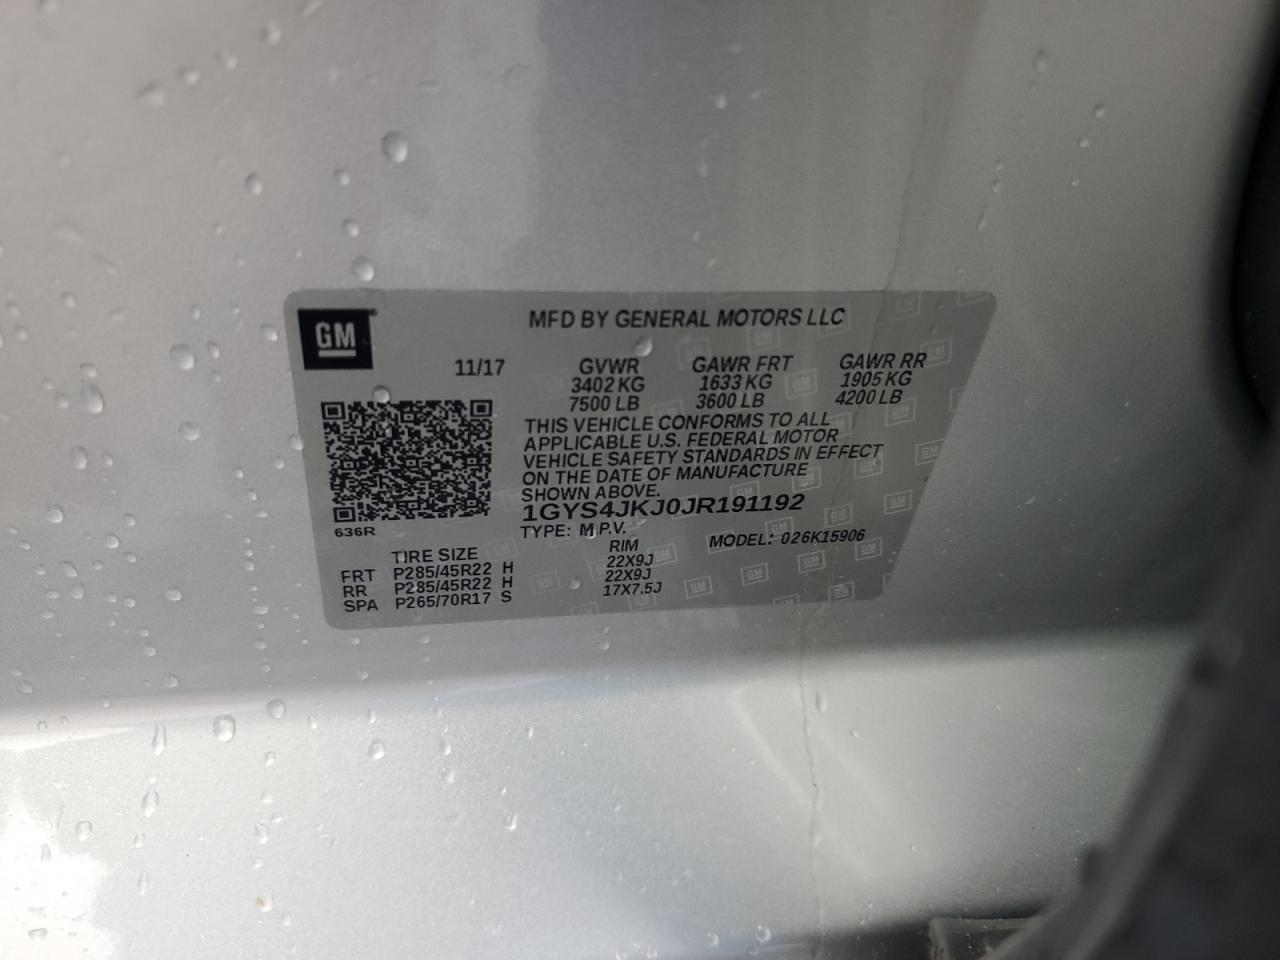 GM
MFD BY GENERAL MOTORS LLC
11/17 GVWR GAWR FRT GAWR RR
3402 KG 1633 KG 1905 KG
7500 LB 3600 LB 4200 LB
THIS VEHICLE CONFORMS TO ALL
APPLICABLE U.S. FEDERAL MOTOR
VEHICLE SAFETY STANDARDS IN EFFECT
ON THE DATE OF MANUFACTURE
SHOWN ABOVE.
1GYS4JKJ0JR191192
636R
TYPE: M.P.V. MODEL: 026K15906
TIRE SIZE RIM
FRT P285/45R22 H 22X9J
RR P285/45R22 H 22X9J
SPA P265/70R17 S 17X7.5J